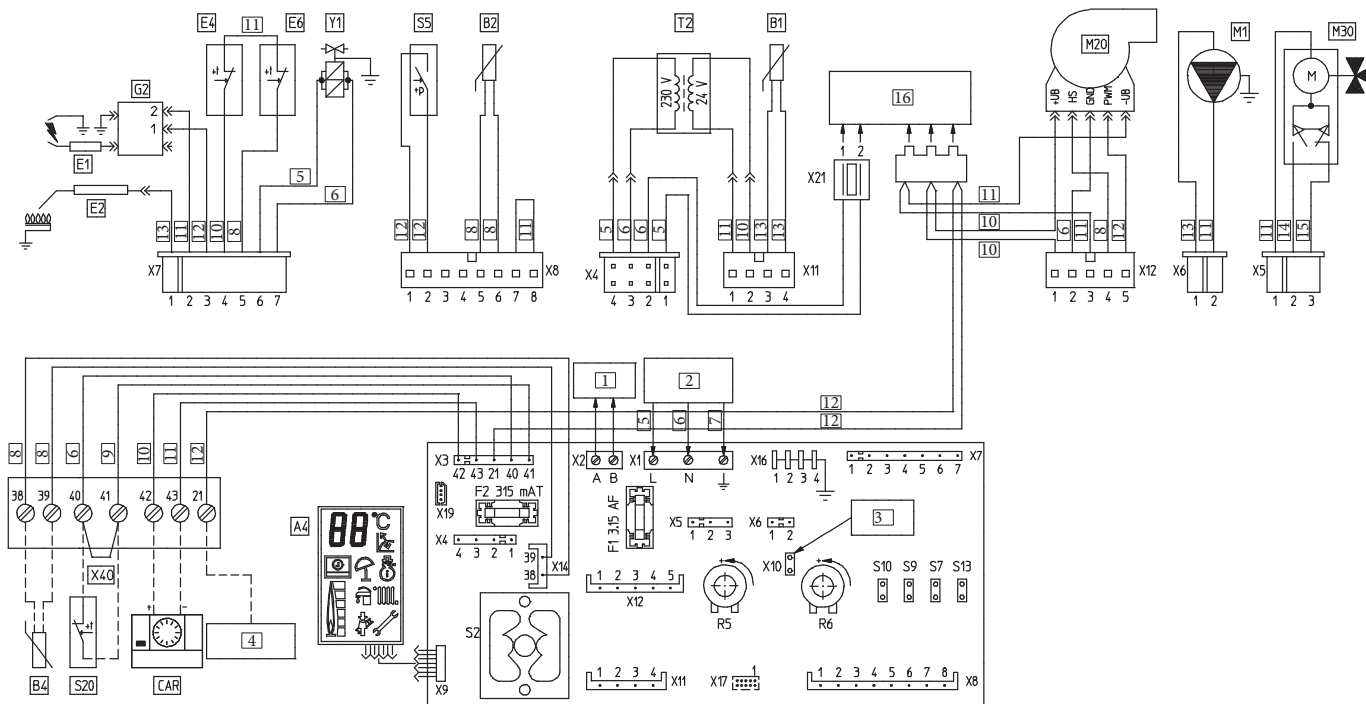 E4 11 E6 Y1 S5 B2 T2 B1 M20 M1 M30
+t +t +p 230 V 24 V 16 M
G2 2 1
+UB HS GND PWM -UB
E1
E2
5
6
1 2
X21
11
10
10
13 11 12 10 8
12 12 8 8 11
5 6 6 5
11 10 13 13
6 11 8 12
13 11
11 14 15
X7 X8 X4 X11 X12 X6 X5
1 2 3 4 5 6 7
1 2 3 4 5 6 7 8
4 3 2 1
1 2 3 4
1 2 3 4 5
1 2
1 2 3
1 2
12
12
8 8 6 9 10 11 12
5 6 7
38 39 40 41 42 43 21
X3 42 43 21 40 41
X2 A B
X1 L N
X16 1 2 3 4
1 2 3 4 5 6 7 X7
X19
F2 315 mAT
F1 3.15 AF
A4
88 °C
X4 4 3 2 1
X5 1 2 3
X6 1 2
3
X40
39
38 X14
X10
S10 S9 S7 S13
1 2 3 4 5
X12
+ +
R5 R6
+t + -
4
S2
B4 S20 CAR
X9
1 2 3 4
X11
X17 1
1 2 3 4 5 6 7 8
X8